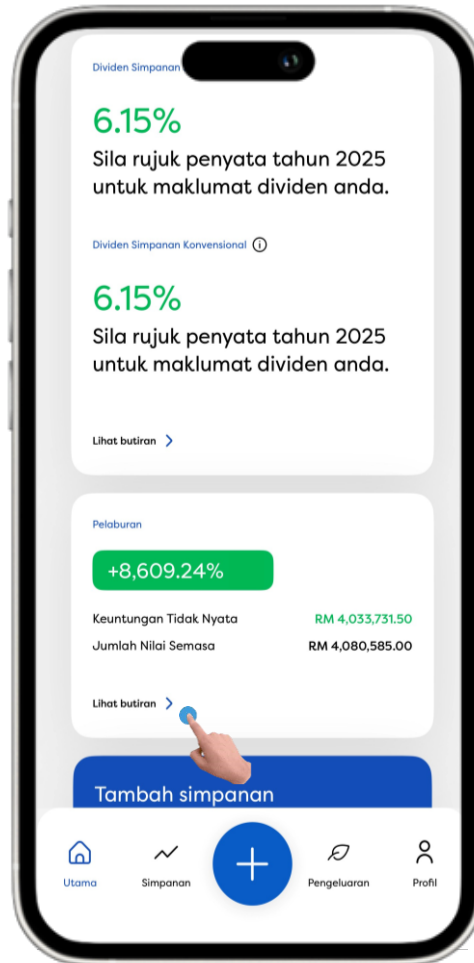 Dividen Simpanan
6.15%
Sila rujuk penyata tahun 2025
untuk maklumat dividen anda.
Dividen Simpanan Konvensional
6.15%
Sila rujuk penyata tahun 2025
untuk maklumat dividen anda.
Lihat butiran
Pelaburan
+8,609.24%
Keuntungan Tidak Nyata RM 4,033,731.50
Jumlah Nilai Semasa RM 4,080,585.00
Lihat butiran
Tambah simpanan
Utama Simpanan Pengeluaran Profil